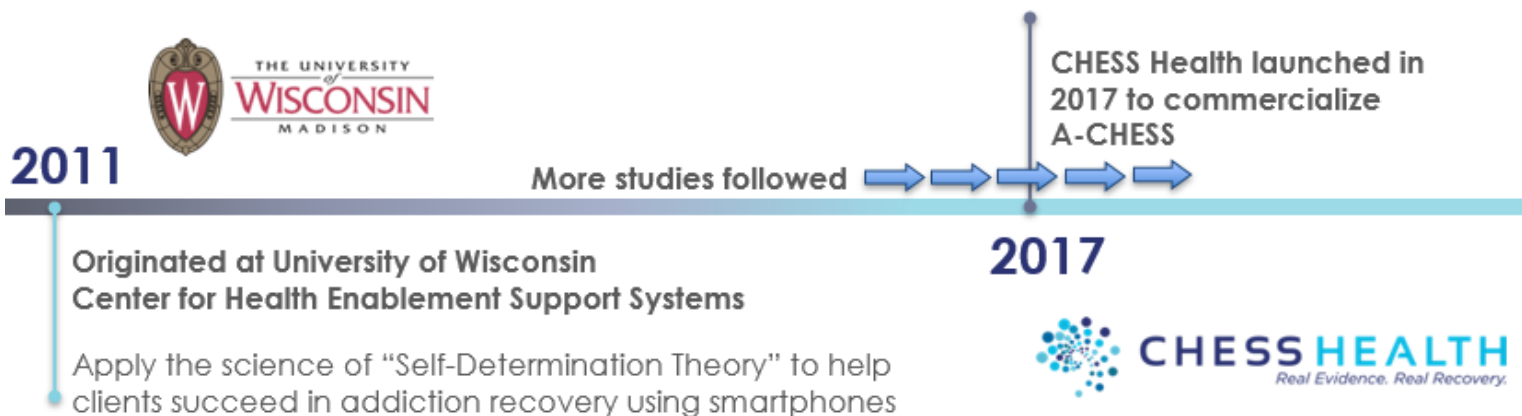 THE UNIVERSITY
of
WISCONSIN
MADISON
W
2011
Originated at University of Wisconsin
Center for Health Enablement Support Systems
Apply the science of “Self-Determination Theory” to help
clients succeed in addiction recovery using smartphones
More studies followed
CHESS Health launched in
2017 to commercialize
A-CHESS
2017
CHESS HEALTH
Real Evidence. Real Recovery.